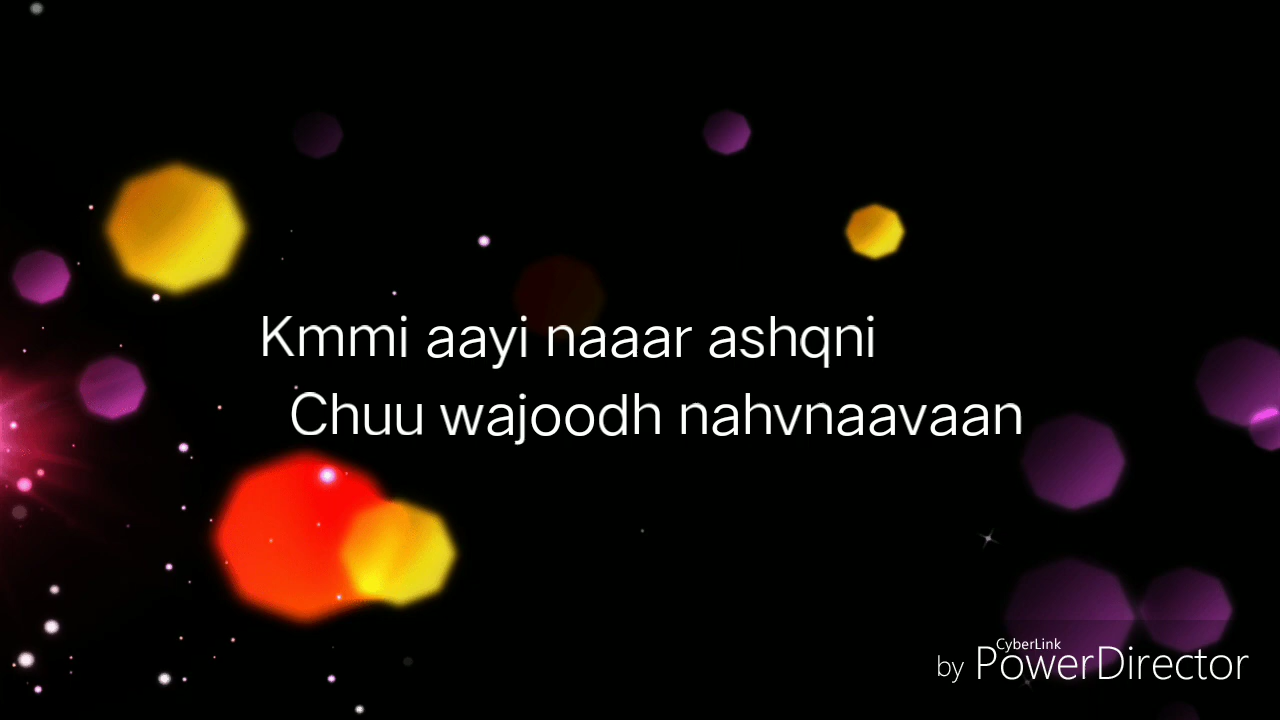 Kmmi aayi naaar ashqni
Chuu wajoodh nahvnaavaan
CyberLink
by PowerDirector